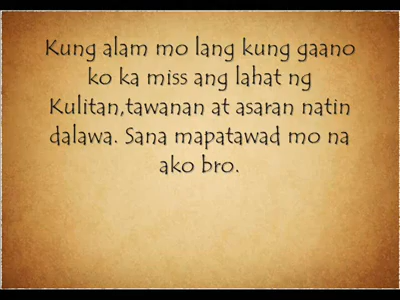 Kung alam mo lang kung gaano
ko ka miss ang lahat ng
Kulitan,tawanan at asaran natin
dalawa. Sana mapatawad mo na
ako bro.